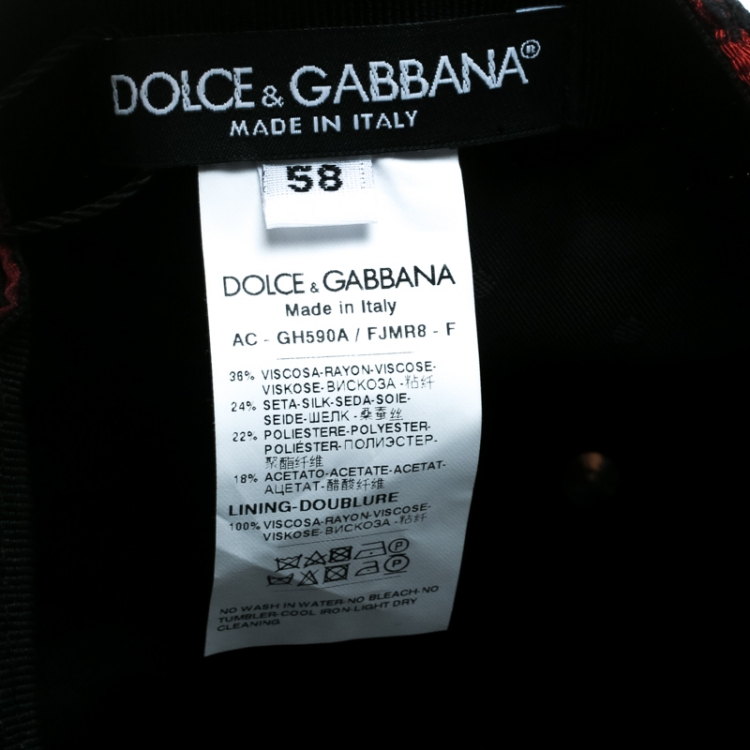 DOLCE & GABBANA®
MADE IN ITALY
58
DOLCE & GABBANA
Made in Italy
AC - GH590A / FJMR8 - F
36% VISCOSA-RAYON-VISCOSE-
VISKOSE-ВИСКОЗА-粘纤
24% SETA-SILK-SEDA-SOIE-
SEIDE-ШЕЛК-桑蚕丝
22% POLIESTERE-POLYESTER-
POLIÉSTER-ПОЛИЭСТЕР-
聚酯纤维
18% ACETATO-ACETATE-ACETAT-
АЦЕТАТ-醋酸纤维
LINING-DOUBLURE
100% VISCOSA-RAYON-VISCOSE-
VISKOSE-ВИСКОЗА-粘纤
NO WASH IN WATER-NO BLEACH-NO
TUMBLER-COOL IRON-LIGHT DRY
CLEANING